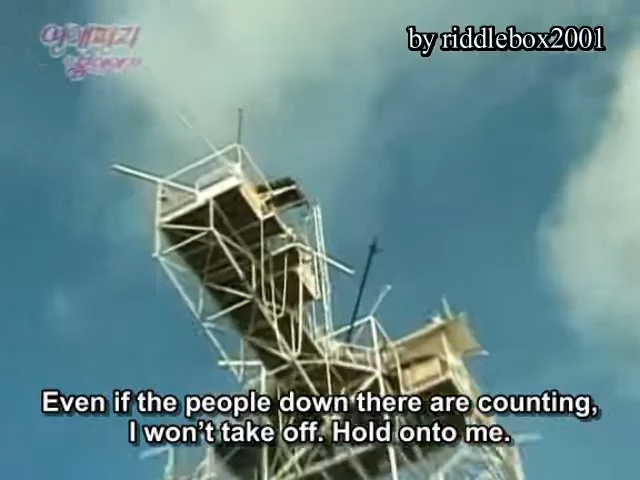 by riddlebox2001
Even if the people down there are counting,
I won't take off. Hold onto me.